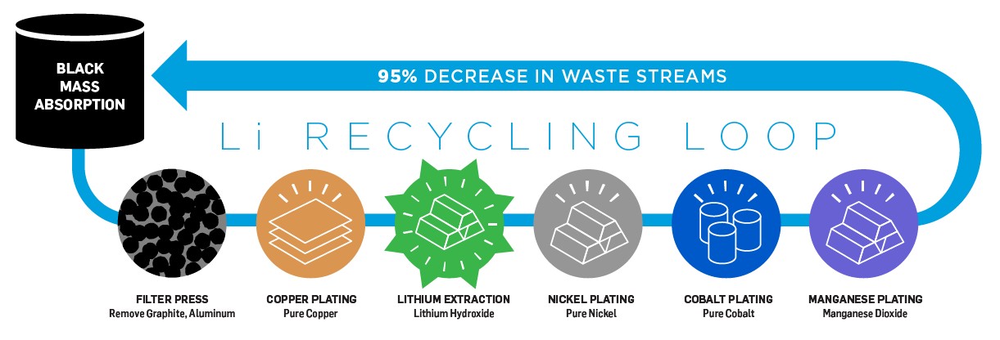 BLACK
MASS
ABSORPTION
95% DECREASE IN WASTE STREAMS
Li RECYCLING LOOP
FILTER PRESS
Remove Graphite, Aluminum
COPPER PLATING
Pure Copper
LITHIUM EXTRACTION
Lithium Hydroxide
NICKEL PLATING
Pure Nickel
COBALT PLATING
Pure Cobalt
MANGANESE PLATING
Manganese Dioxide